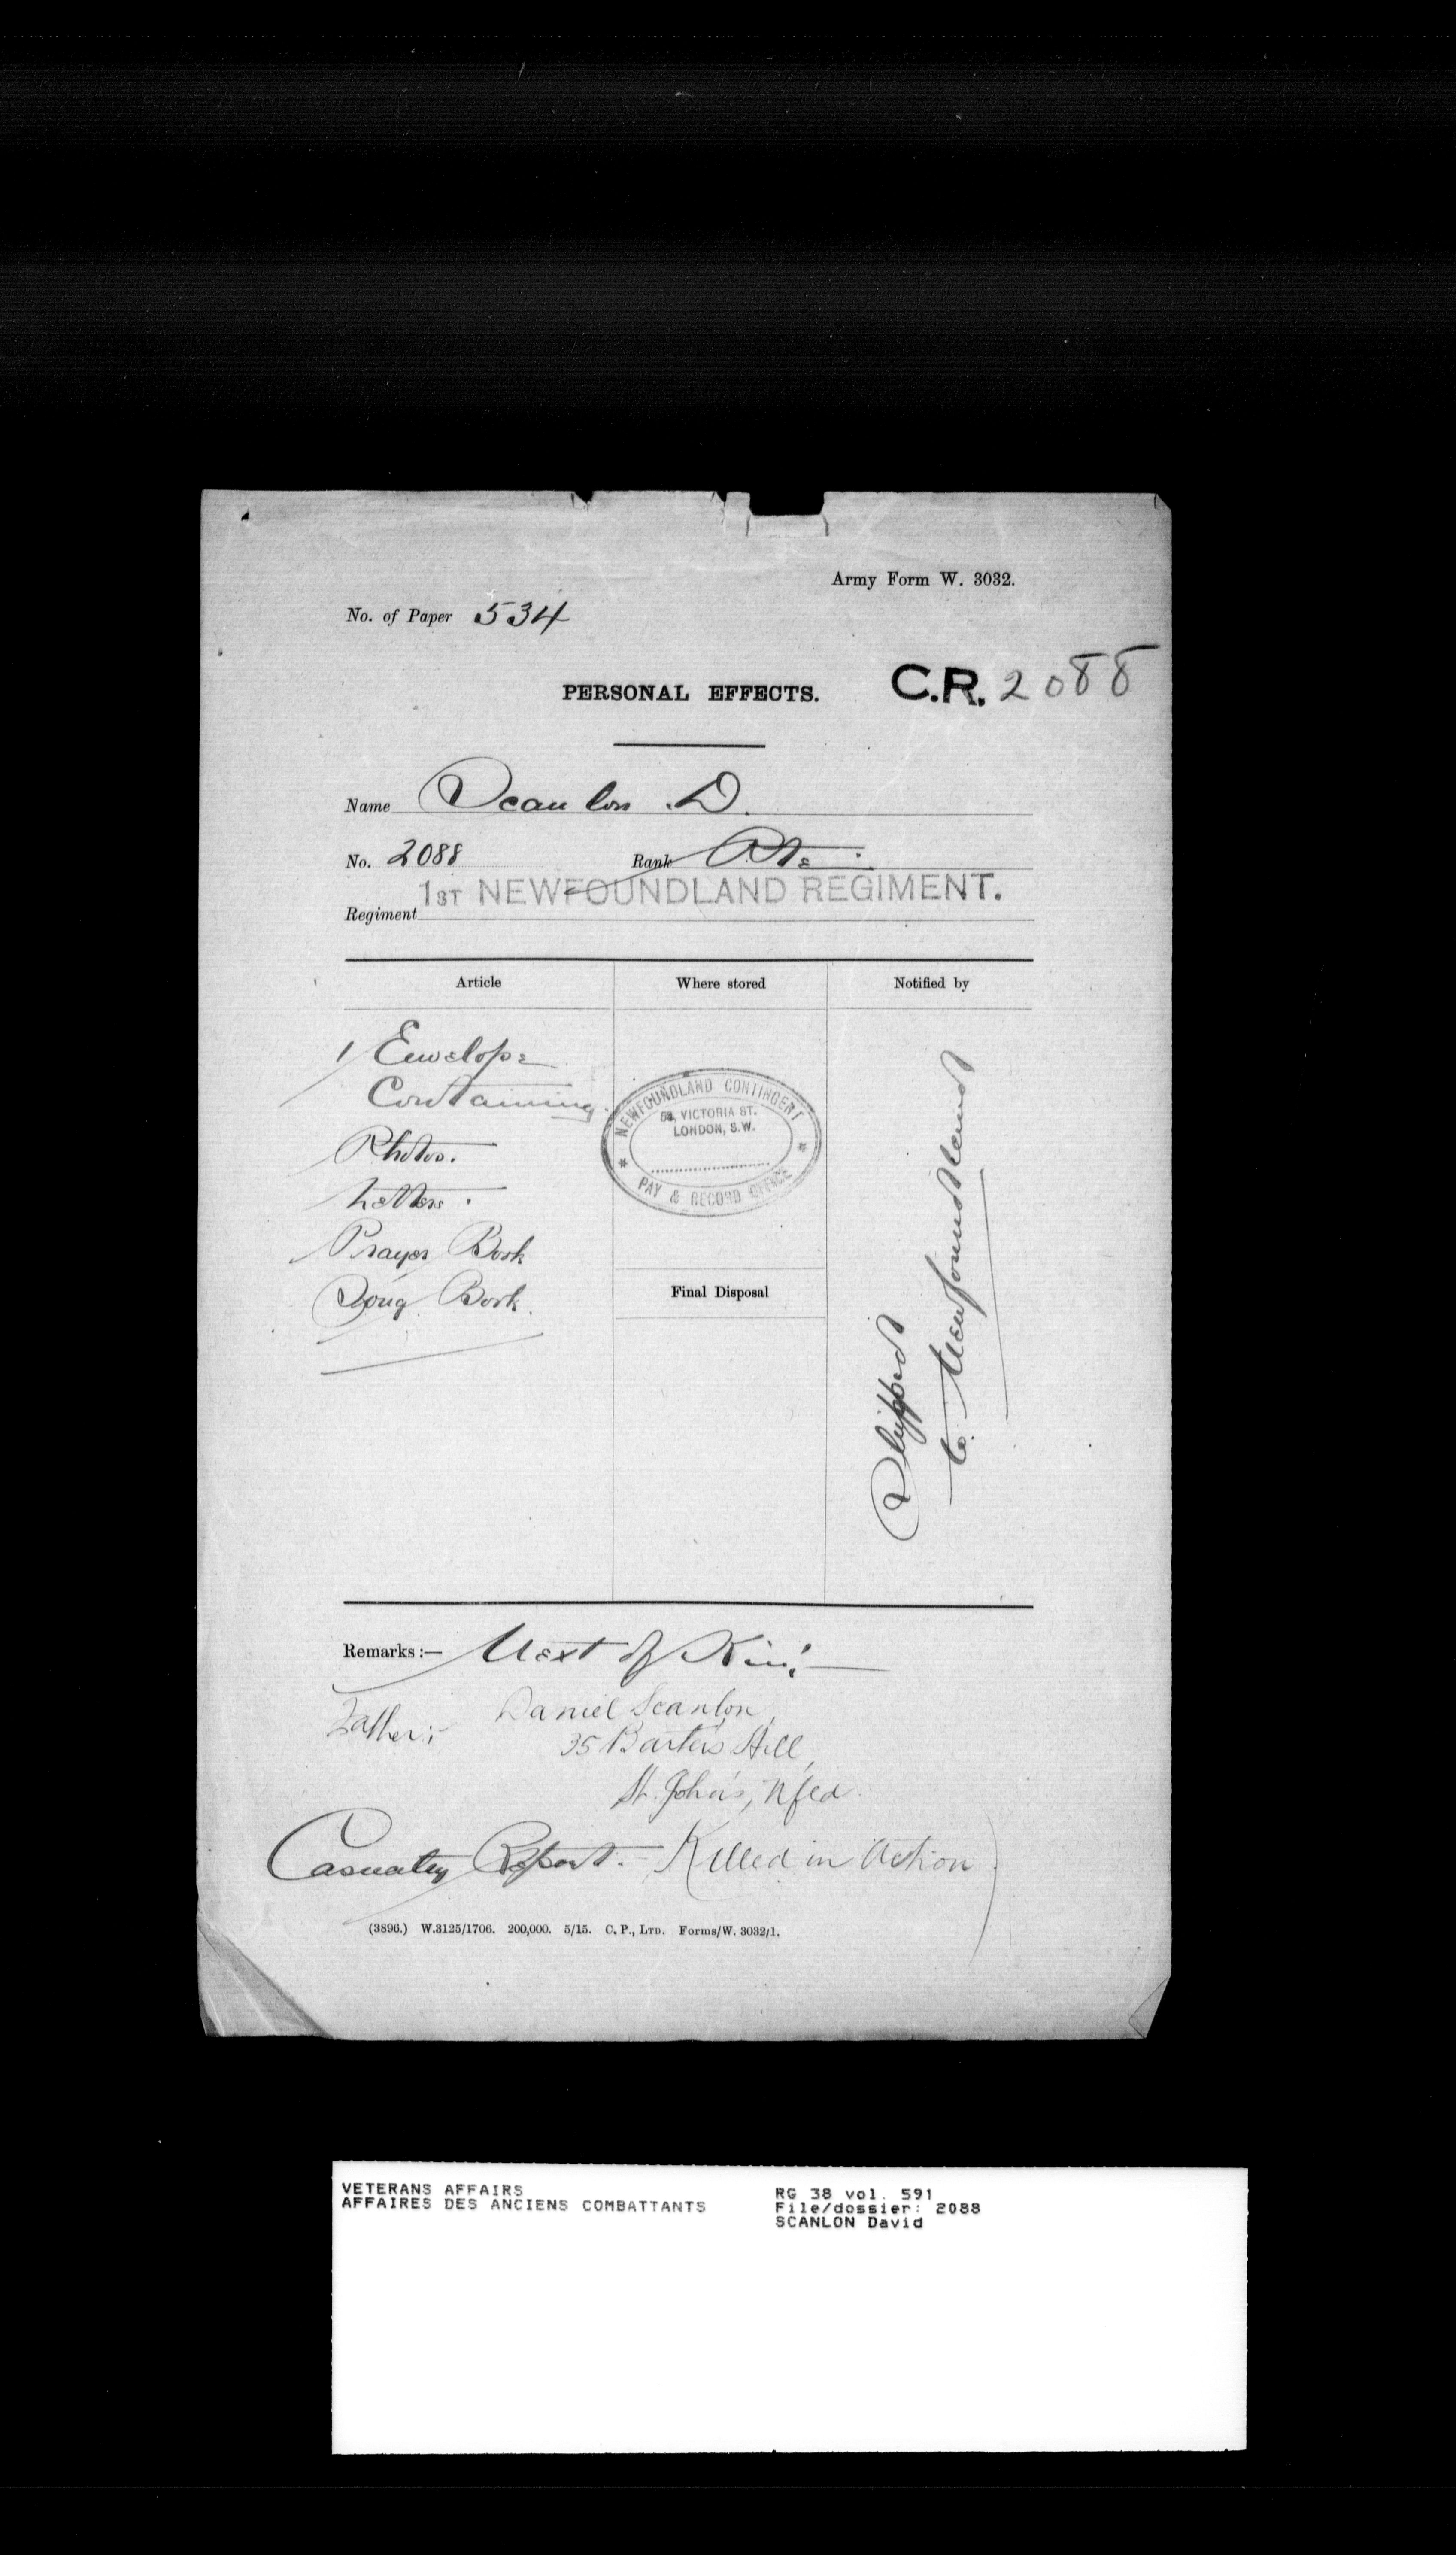 Army Form W. 3032.
No. of Paper 534
PERSONAL EFFECTS.
C.R. 2088
Name Scanlon D.
No. 2088 Rank Pte.
Regiment 1ST NEWFOUNDLAND REGIMENT.
Article Where stored Notified by
1 Envelope
Containing
Photos.
Letters.
Prayer Book
Song Book.
NEWFOUNDLAND CONTINGENT
58, VICTORIA ST.
LONDON, S.W.
PAY & RECORD OFFICE
Final Disposal
Shipped
to Newfoundland
Remarks:— Next of Kin:—
Father:- Daniel Scanlon,
35 Barter's Hill,
St. John's, Nfld.
Casualty Report. - Killed in Action
(3896.) W.3125/1706. 200,000. 5/15. C. P., LTD. Forms/W. 3032/1.
VETERANS AFFAIRS
AFFAIRES DES ANCIENS COMBATTANTS
RG 38 vol. 591
File/dossier: 2088
SCANLON David